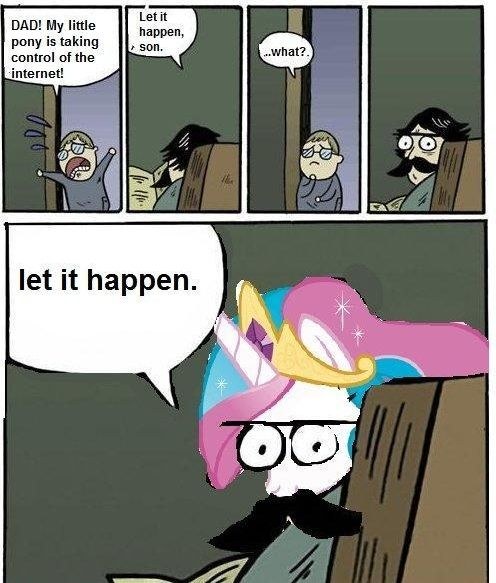 DAD! My little
pony is taking
control of the
internet!
Let it
happen,
son.
...what?
let it happen.